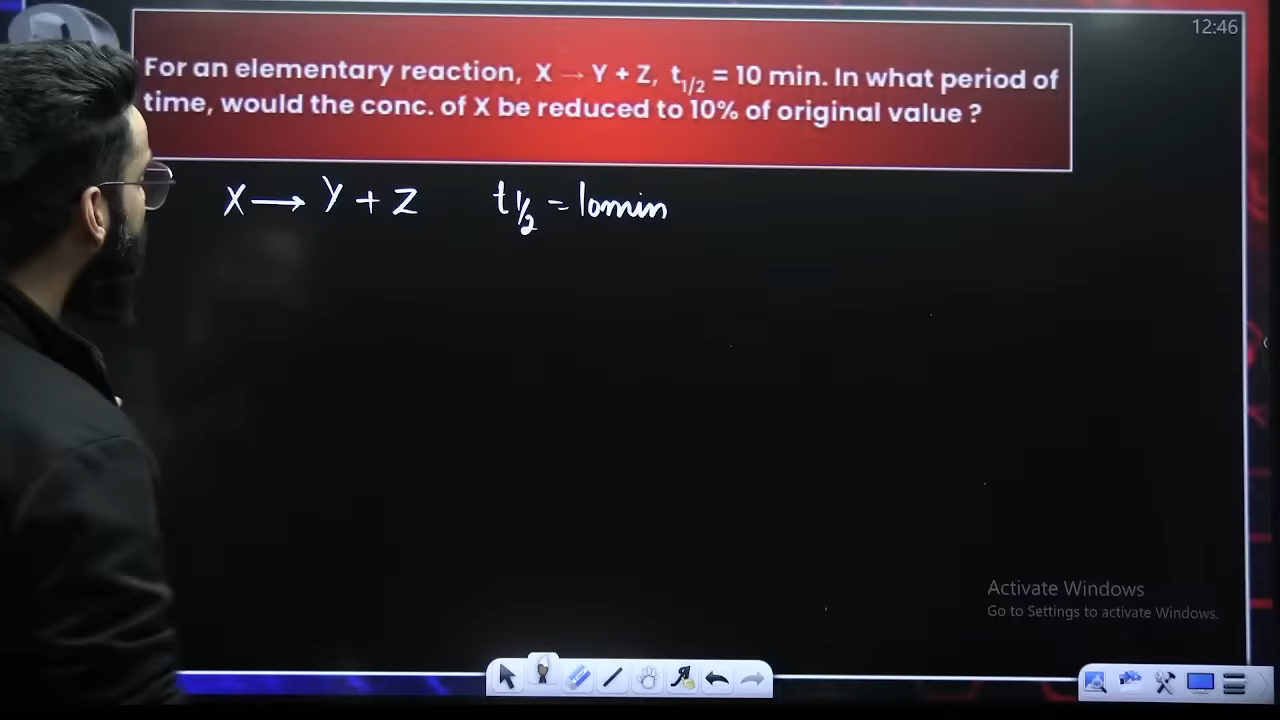 12:46
For an elementary reaction, X → Y + Z, t1/2 = 10 min. In what period of
time, would the conc. of X be reduced to 10% of original value ?
X ⟶ Y + Z t1/2 = 10min
Activate Windows
Go to Settings to activate Windows.